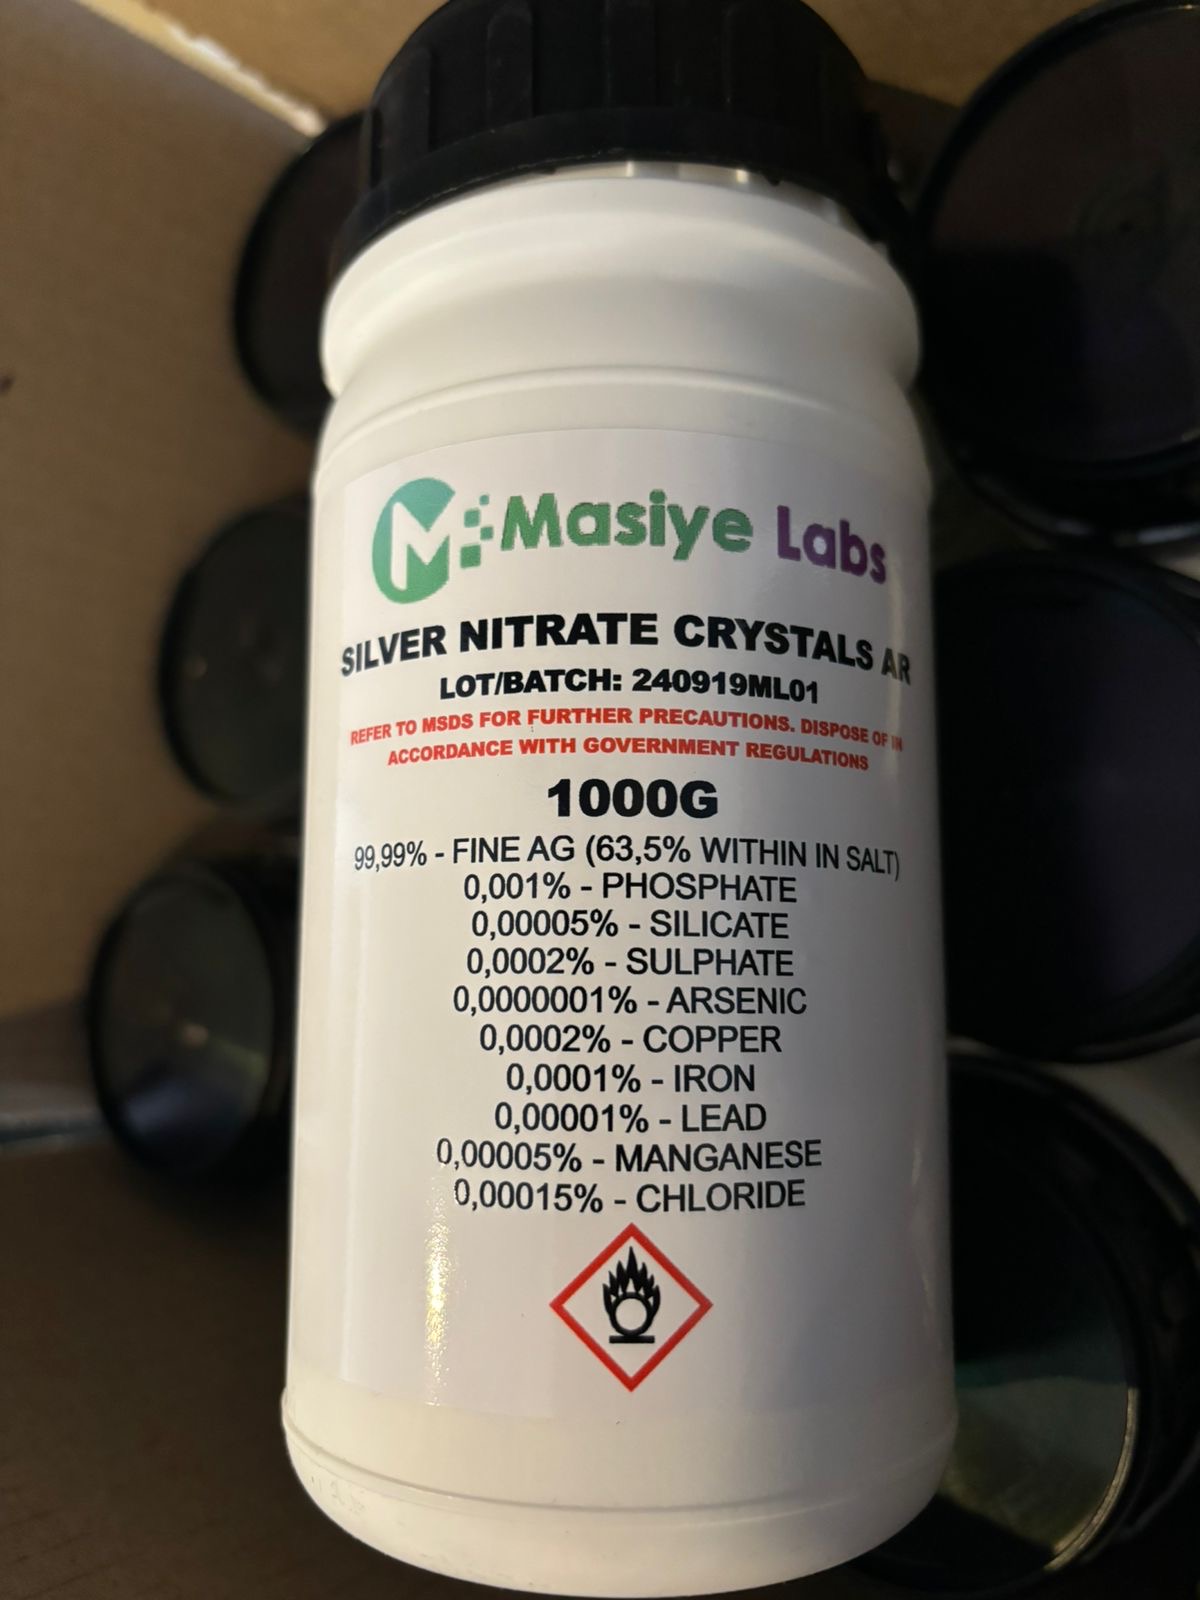 Masiye Labs
SILVER NITRATE CRYSTALS AR
LOT/BATCH: 240919ML01
REFER TO MSDS FOR FURTHER PRECAUTIONS. DISPOSE OF IN
ACCORDANCE WITH GOVERNMENT REGULATIONS
1000G
99,99% - FINE AG (63,5% WITHIN IN SALT)
0,001% - PHOSPHATE
0,00005% - SILICATE
0,0002% - SULPHATE
0,0000001% - ARSENIC
0,0002% - COPPER
0,0001% - IRON
0,00001% - LEAD
0,00005% - MANGANESE
0,00015% - CHLORIDE